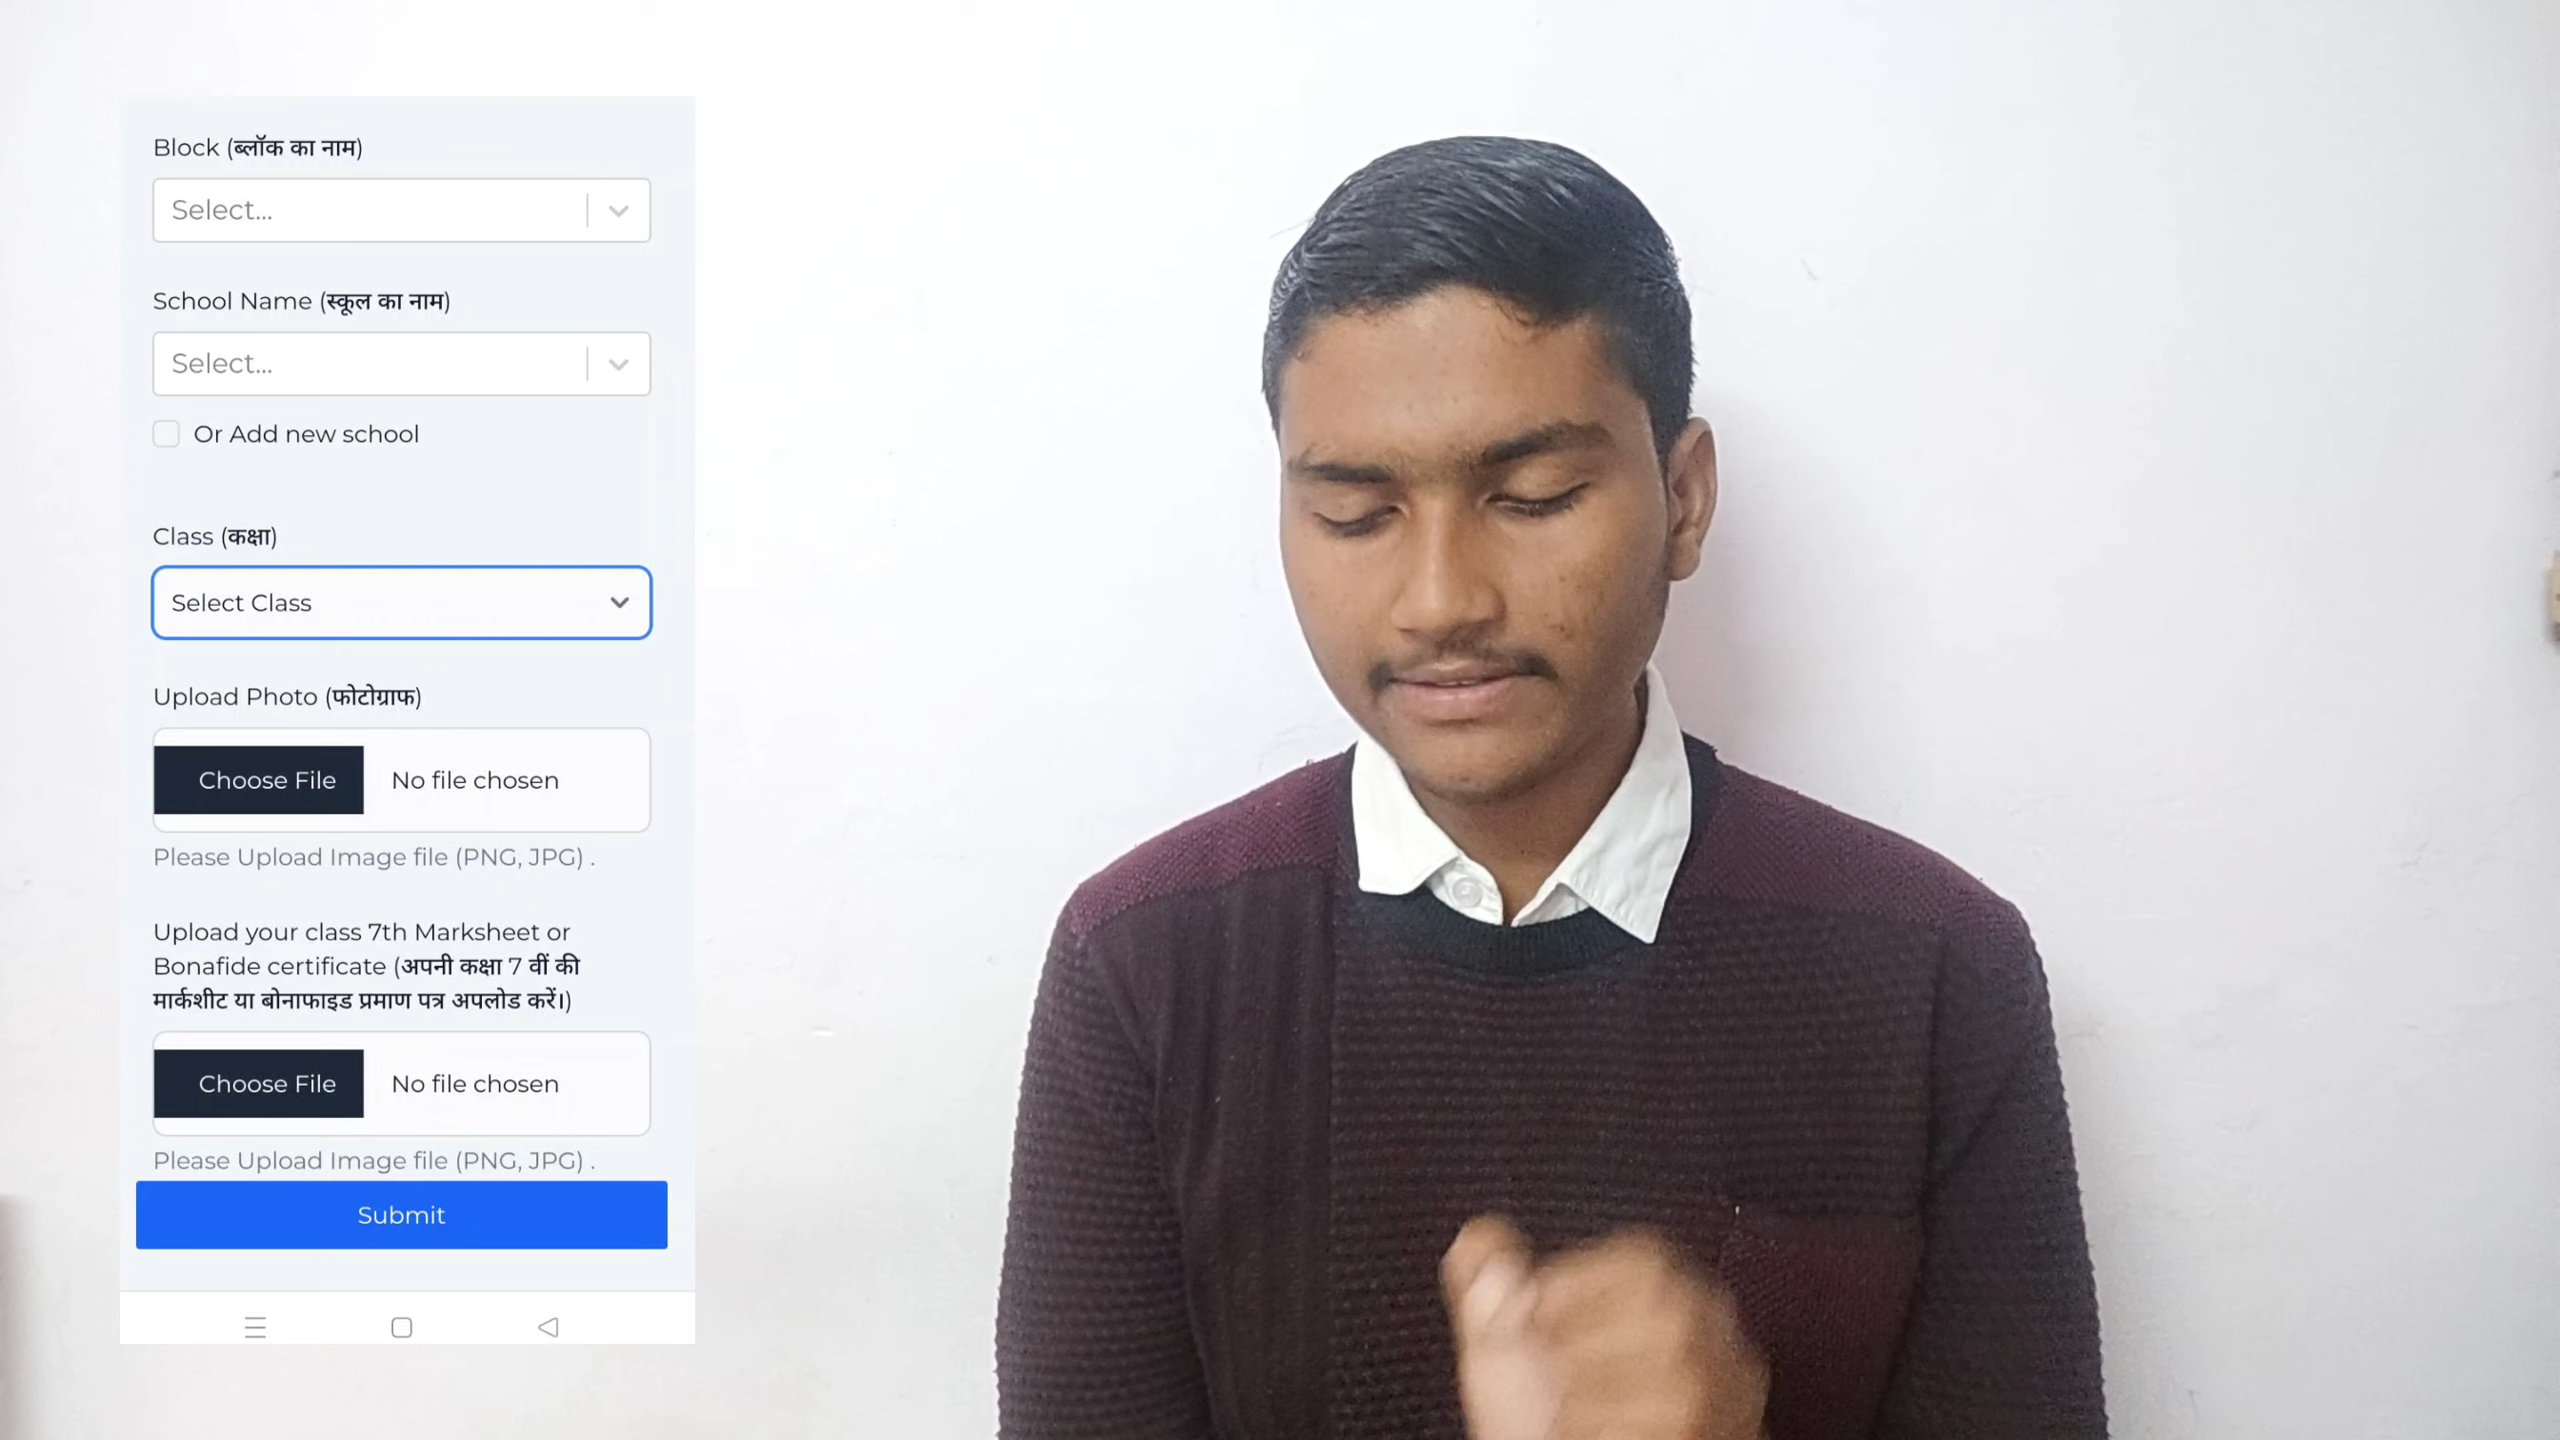 Block (ब्लॉक का नाम)
Select...
School Name (स्कूल का नाम)
Select...
Or Add new school
Class (कक्षा)
Select Class
Upload Photo (फोटोग्राफ)
Choose File No file chosen
Please Upload Image file (PNG, JPG) .
Upload your class 7th Marksheet or
Bonafide certificate (अपनी कक्षा 7 वीं की
मार्कशीट या बोनाफाइड प्रमाण पत्र अपलोड करें।)
Choose File No file chosen
Please Upload Image file (PNG, JPG) .
Submit